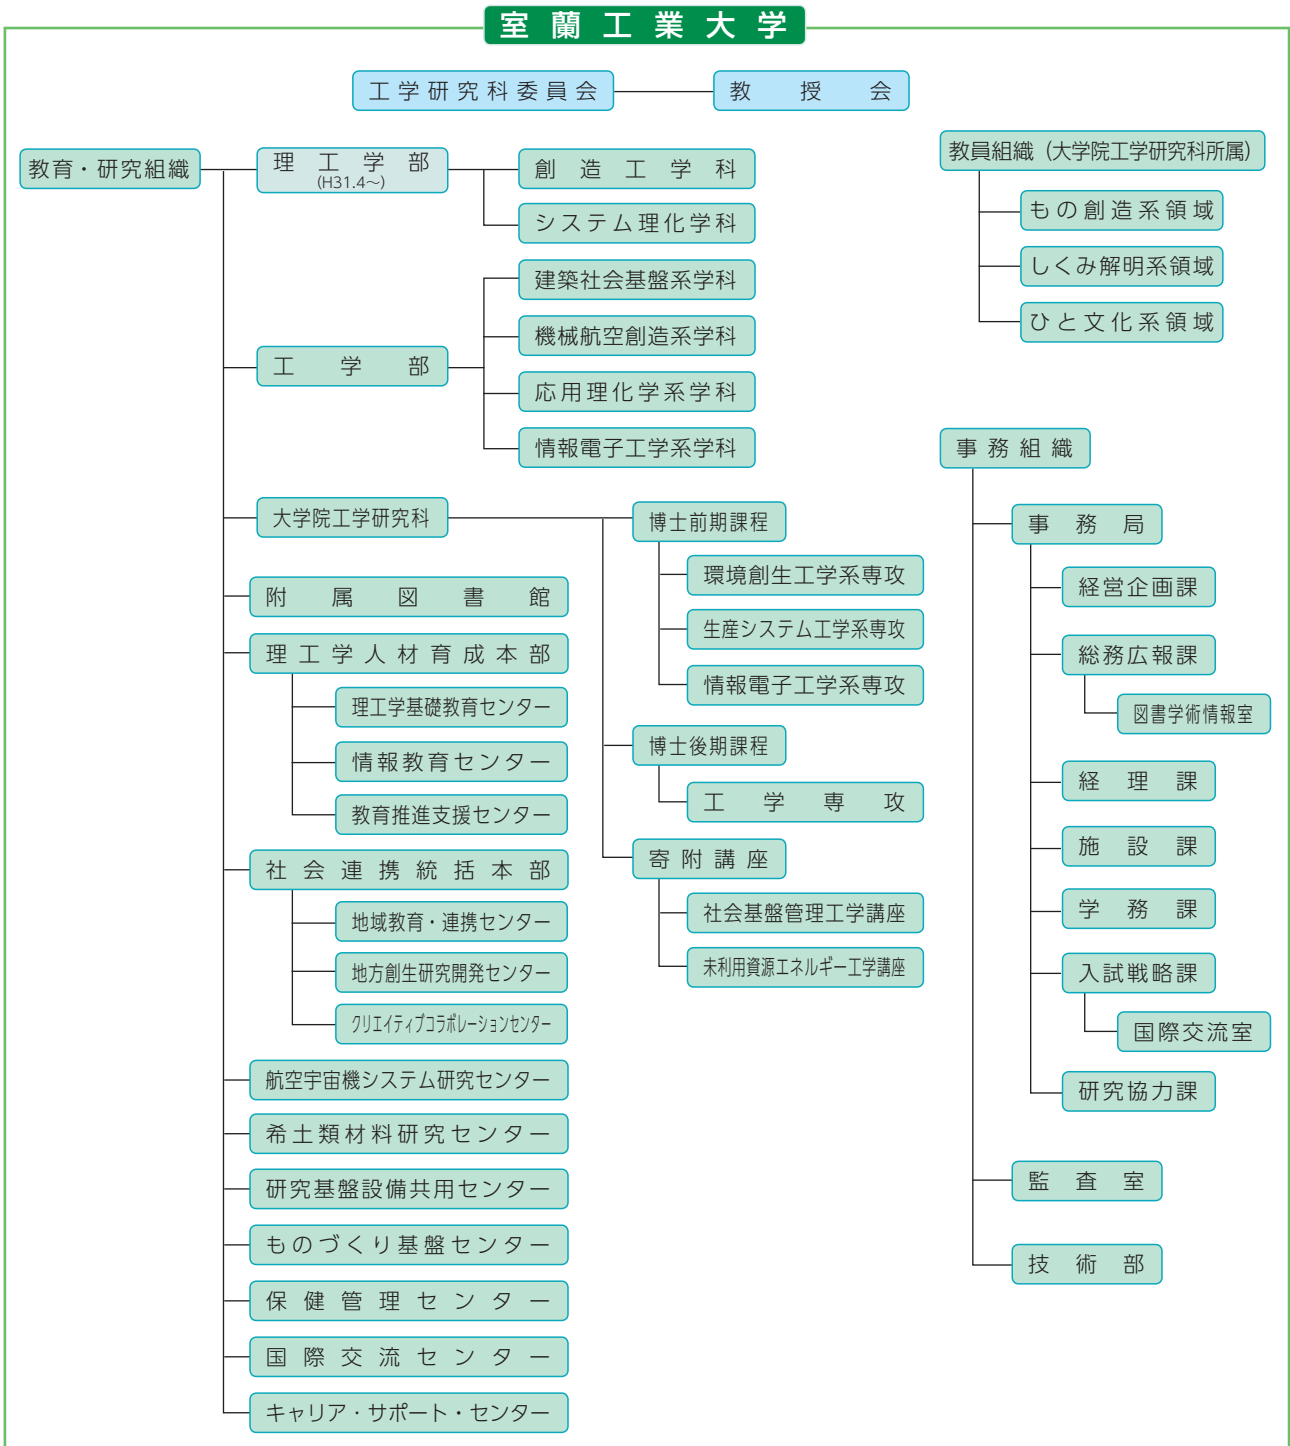 室蘭工業大学
工学研究科委員会
教授会
教育・研究組織
理工学部
(H31.4〜)
創造工学科
システム理化学科
工学部
建築社会基盤系学科
機械航空創造系学科
応用理化学系学科
情報電子工学系学科
大学院工学研究科
博士前期課程
環境創生工学系専攻
生産システム工学系専攻
情報電子工学系専攻
博士後期課程
工学専攻
寄附講座
社会基盤管理工学講座
未利用資源エネルギー工学講座
附属図書館
理工学人材育成本部
理工学基礎教育センター
情報教育センター
教育推進支援センター
社会連携統括本部
地域教育・連携センター
地方創生研究開発センター
クリエイティブコラボレーションセンター
航空宇宙機システム研究センター
希土類材料研究センター
研究基盤設備共用センター
ものづくり基盤センター
保健管理センター
国際交流センター
キャリア・サポート・センター
教員組織（大学院工学研究科所属）
もの創造系領域
しくみ解明系領域
ひと文化系領域
事務組織
事務局
経営企画課
総務広報課
図書学術情報室
経理課
施設課
学務課
入試戦略課
国際交流室
研究協力課
監査室
技術部